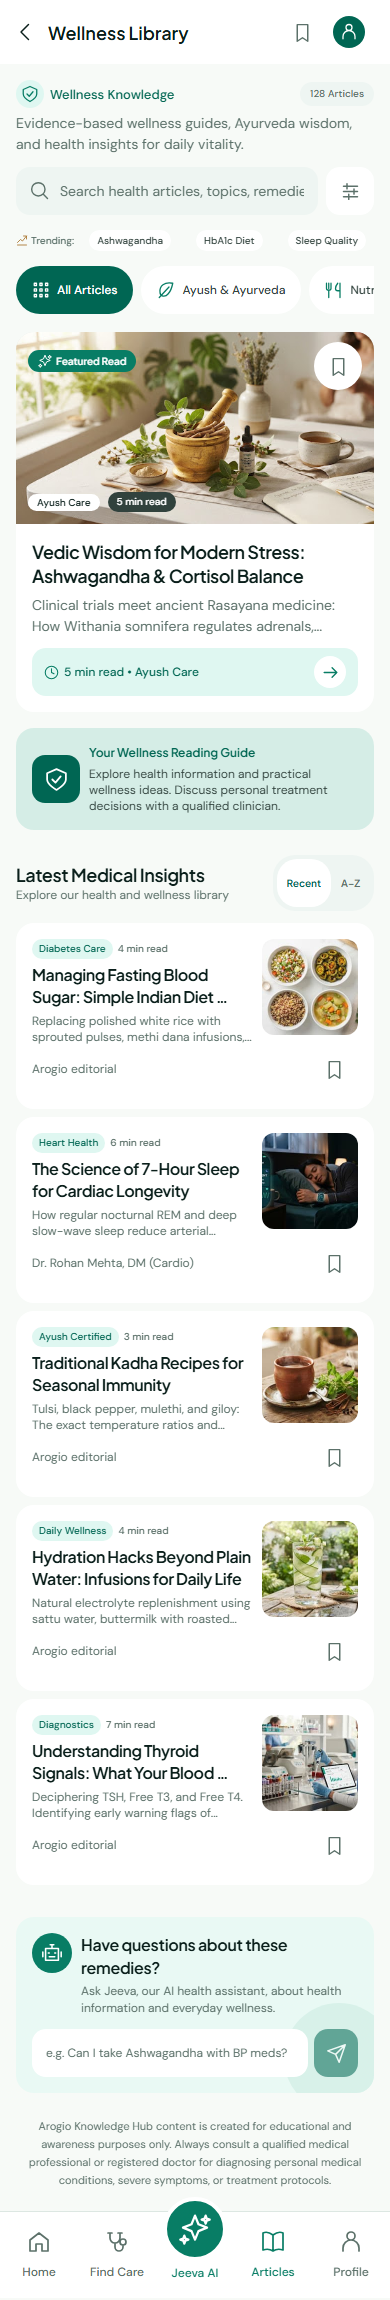 Wellness Library
Wellness Knowledge
128 Articles
Evidence-based wellness guides, Ayurveda wisdom,
and health insights for daily vitality.
Search health articles, topics, remedie
Trending:
Ashwagandha
HbA1c Diet
Sleep Quality
All Articles
Ayush & Ayurveda
Nutr
Featured Read
Ayush Care
5 min read
Vedic Wisdom for Modern Stress:
Ashwagandha & Cortisol Balance
Clinical trials meet ancient Rasayana medicine:
How Withania somnifera regulates adrenals,...
5 min read • Ayush Care
Your Wellness Reading Guide
Explore health information and practical
wellness ideas. Discuss personal treatment
decisions with a qualified clinician.
Latest Medical Insights
Explore our health and wellness library
Recent
A-Z
Diabetes Care 4 min read
Managing Fasting Blood
Sugar: Simple Indian Diet ...
Replacing polished white rice with
sprouted pulses, methi dana infusions,...
Arogio editorial
Heart Health 6 min read
The Science of 7-Hour Sleep
for Cardiac Longevity
How regular nocturnal REM and deep
slow-wave sleep reduce arterial...
Dr. Rohan Mehta, DM (Cardio)
Ayush Certified 3 min read
Traditional Kadha Recipes for
Seasonal Immunity
Tulsi, black pepper, mulethi, and giloy:
The exact temperature ratios and...
Arogio editorial
Daily Wellness 4 min read
Hydration Hacks Beyond Plain
Water: Infusions for Daily Life
Natural electrolyte replenishment using
sattu water, buttermilk with roasted...
Arogio editorial
Diagnostics 7 min read
Understanding Thyroid
Signals: What Your Blood ...
Deciphering TSH, Free T3, and Free T4.
Identifying early warning flags of...
Arogio editorial
Have questions about these
remedies?
Ask Jeeva, our AI health assistant, about health
information and everyday wellness.
e.g. Can I take Ashwagandha with BP meds?
Arogio Knowledge Hub content is created for educational and
awareness purposes only. Always consult a qualified medical
professional or registered doctor for diagnosing personal medical
conditions, severe symptoms, or treatment protocols.
Home
Find Care
Jeeva AI
Articles
Profile